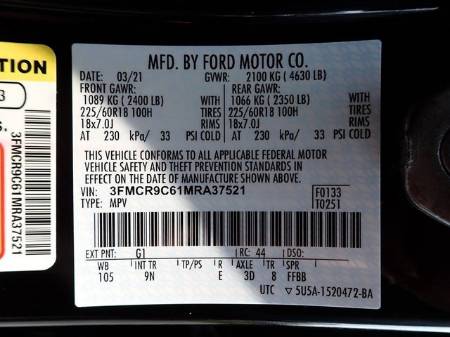 TION
3
S.
3FMCR9C61MRA37521
MFD. BY FORD MOTOR CO.
DATE: 03/21 GVWR: 2100 KG (4630 LB)
FRONT GAWR: REAR GAWR:
1089 KG (2400 LB) 1066 KG (2350 LB)
225/60R18 100H TIRES 225/60R18 100H TIRES
18x7.0J RIMS 18x7.0J RIMS
AT 230 kPa/ 33 PSI COLD AT 230 kPa/ 33 PSI COLD
THIS VEHICLE CONFORMS TO ALL APPLICABLE FEDERAL MOTOR
VEHICLE SAFETY AND THEFT PREVENTION STANDARDS IN
EFFECT ON THE DATE OF MANUFACTURE SHOWN ABOVE.
VIN: 3FMCR9C61MRA37521 F0133
TYPE: MPV T0251
EXT PNT: G1 RC: 44 DSO:
WB INT TR TP/PS R AXLE TR SPR
105 9N E 3D 8 FFBB
UTC ▽ 5U5A-1520472-BA